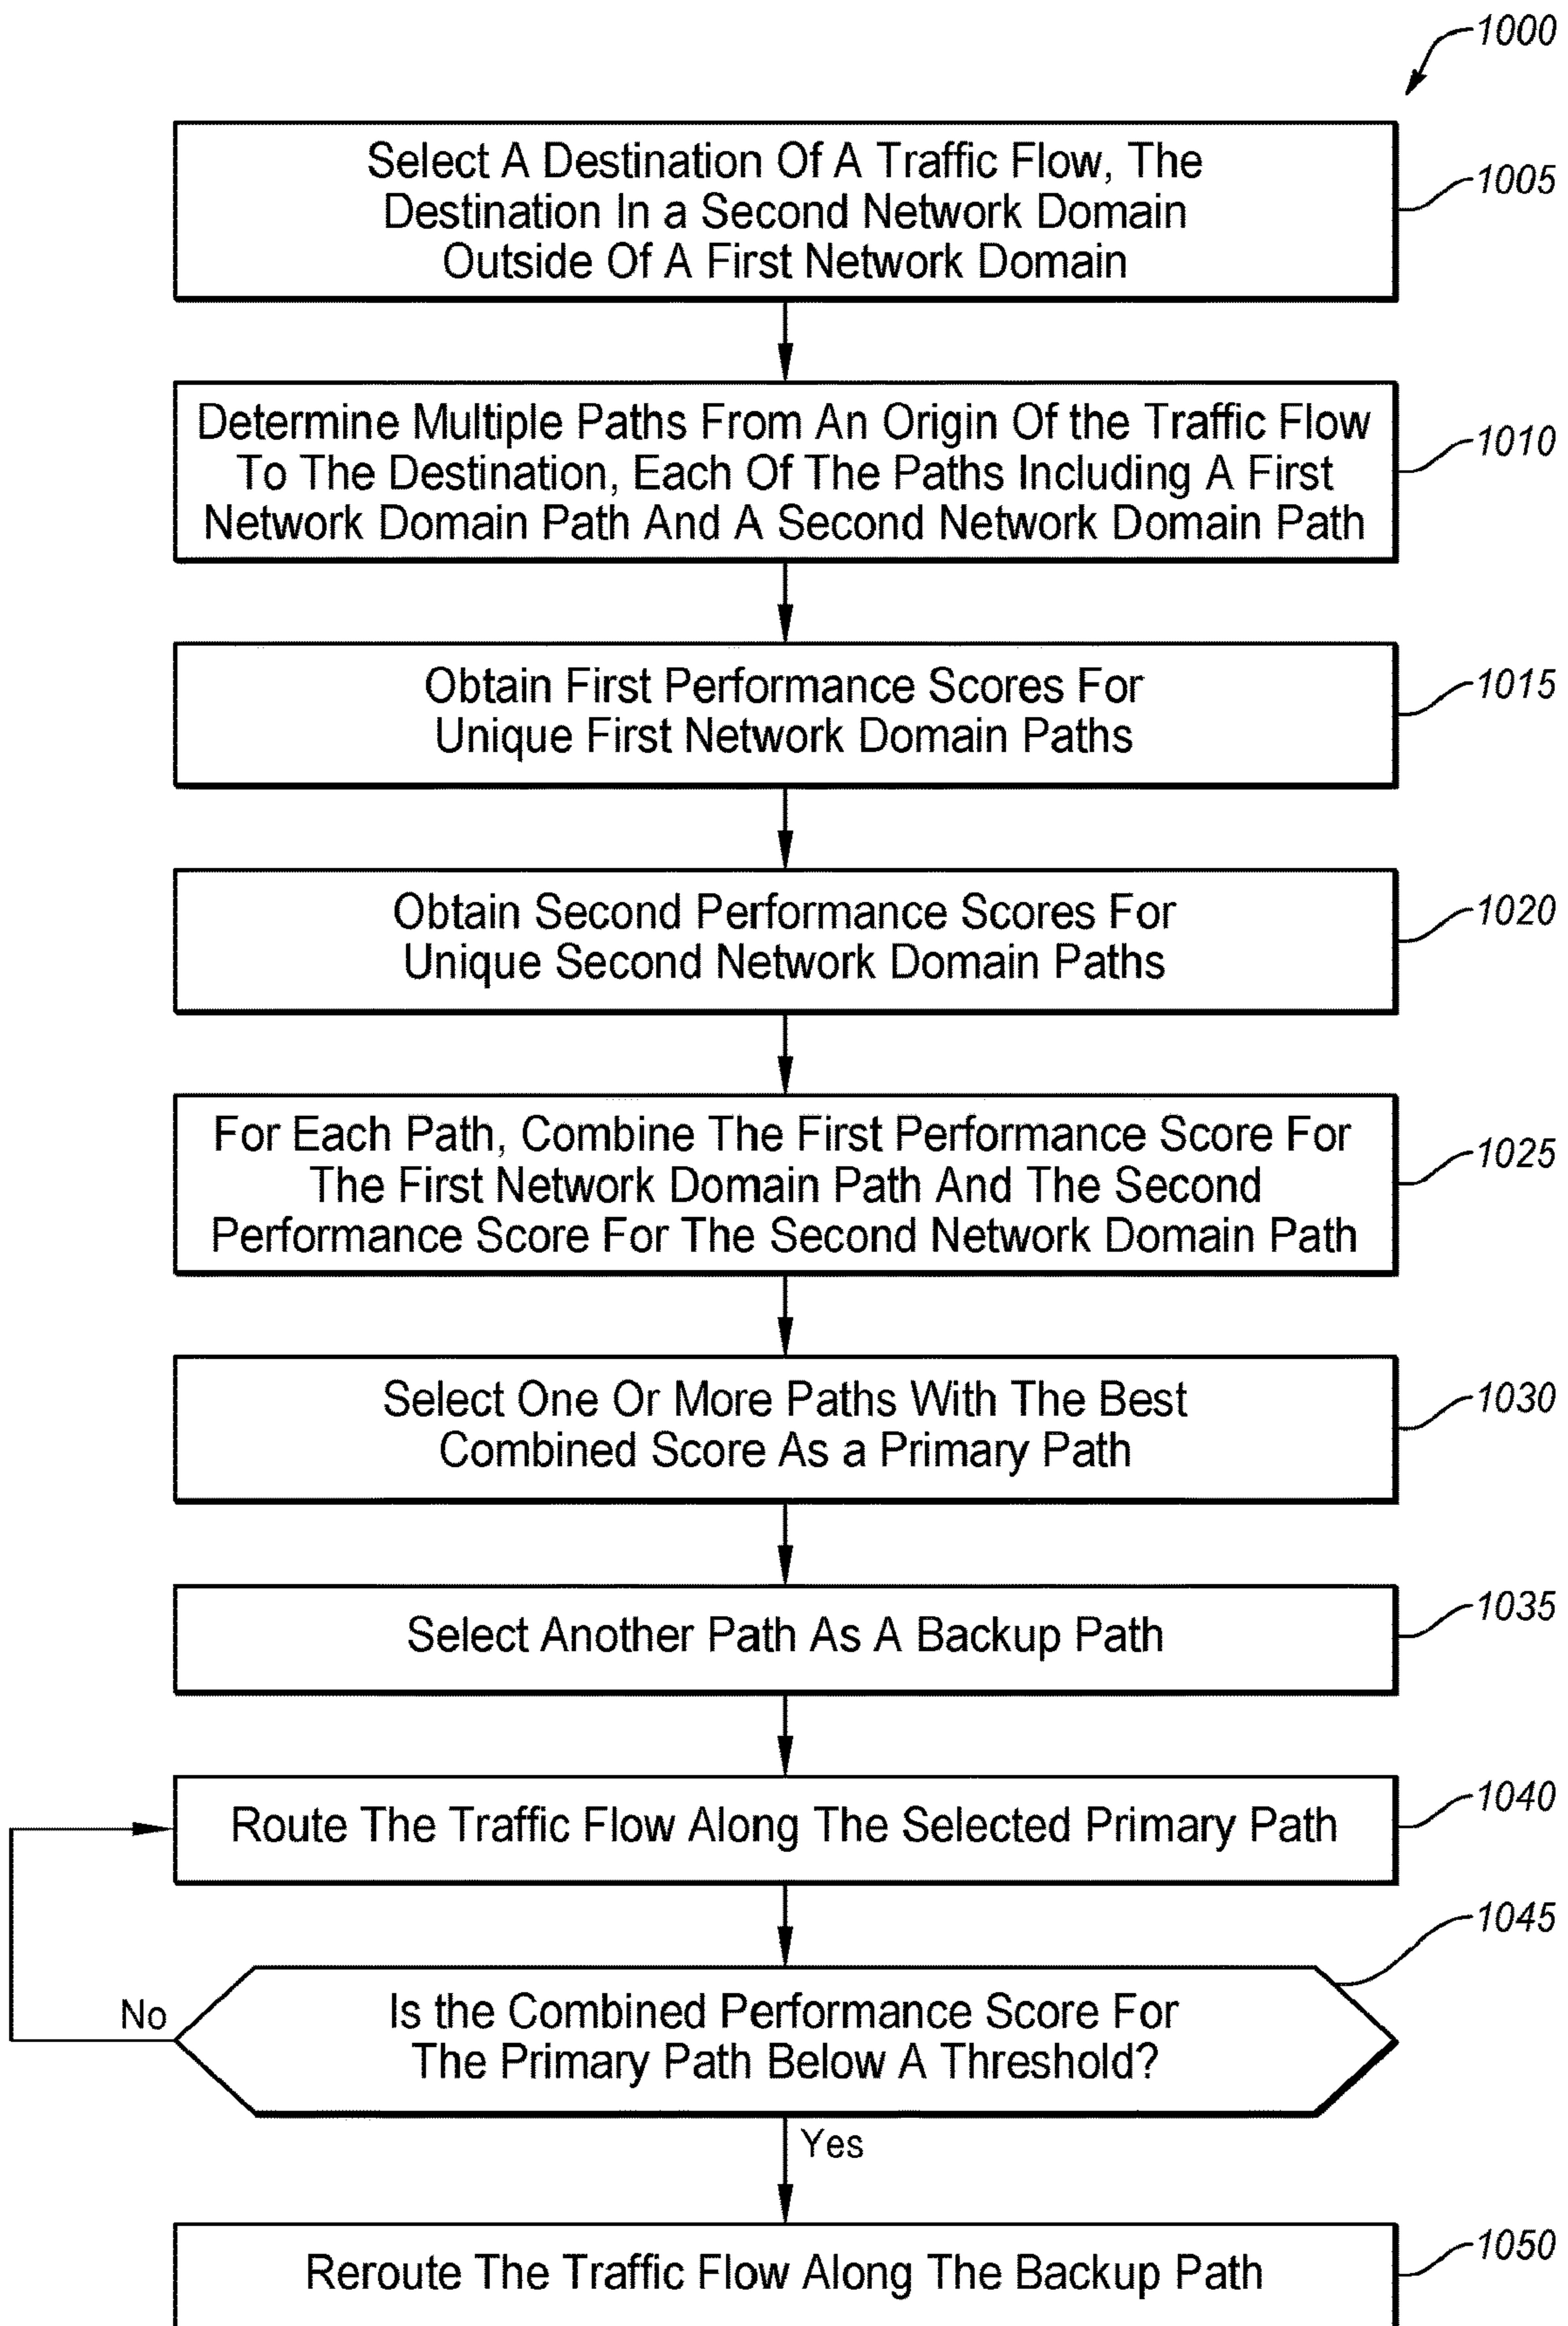 1000
Select A Destination Of A Traffic Flow, The
Destination In a Second Network Domain
Outside Of A First Network Domain
1005
Determine Multiple Paths From An Origin Of the Traffic Flow
To The Destination, Each Of The Paths Including A First
Network Domain Path And A Second Network Domain Path
1010
Obtain First Performance Scores For
Unique First Network Domain Paths
1015
Obtain Second Performance Scores For
Unique Second Network Domain Paths
1020
For Each Path, Combine The First Performance Score For
The First Network Domain Path And The Second
Performance Score For The Second Network Domain Path
1025
Select One Or More Paths With The Best
Combined Score As a Primary Path
1030
Select Another Path As A Backup Path
1035
Route The Traffic Flow Along The Selected Primary Path
1040
Is the Combined Performance Score For
The Primary Path Below A Threshold?
1045
No
Yes
Reroute The Traffic Flow Along The Backup Path
1050